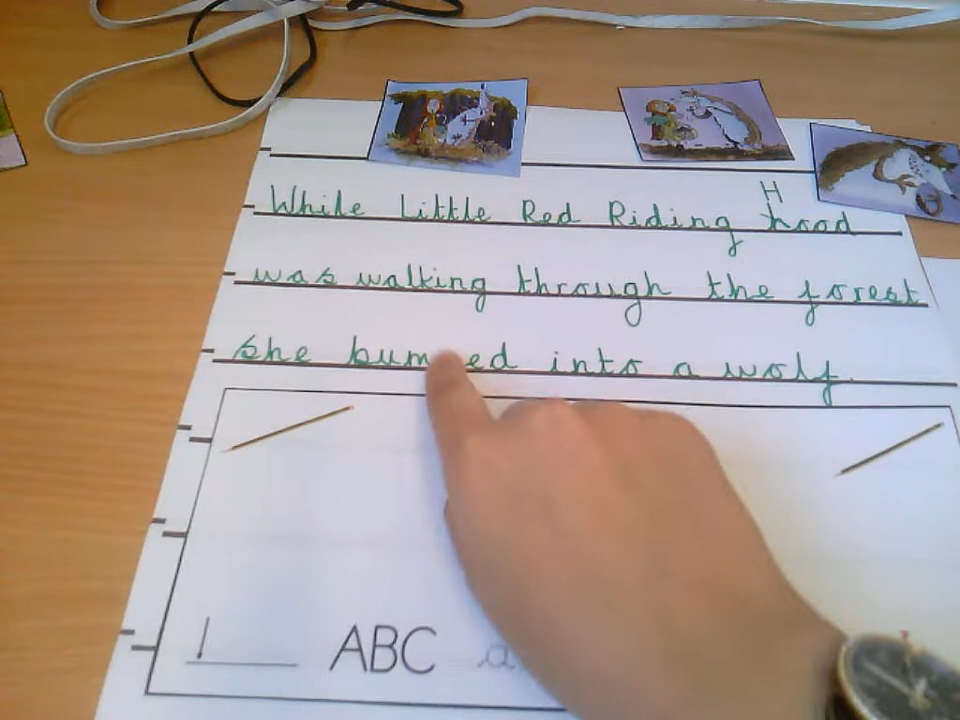 While Little Red Riding Hood
was walking through the forest
she into a wolf.
ABC a